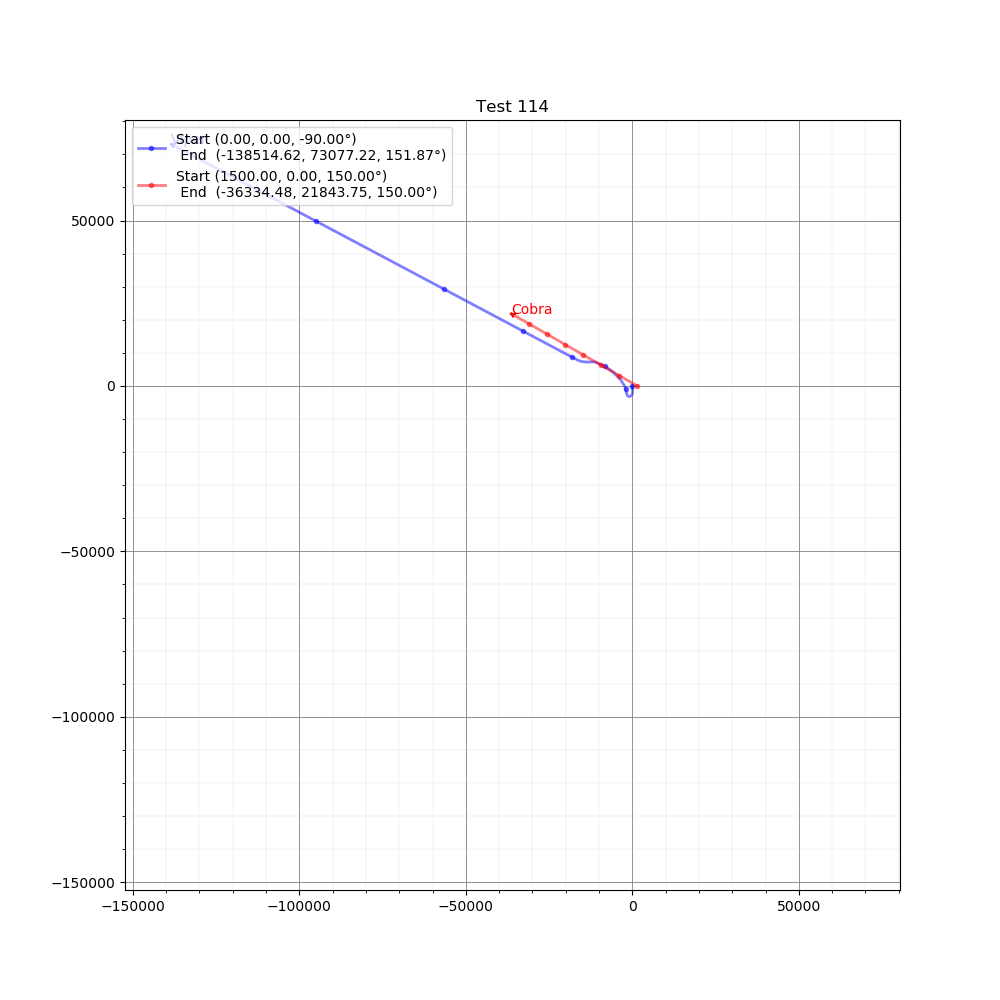 Test 114
Start (0.00, 0.00, -90.00°)
End (-138514.62, 73077.22, 151.87°)
Start (1500.00, 0.00, 150.00°)
End (-36334.48, 21843.75, 150.00°)
Cobra
50000
0
−50000
−100000
−150000
−150000
−100000
−50000
0
50000